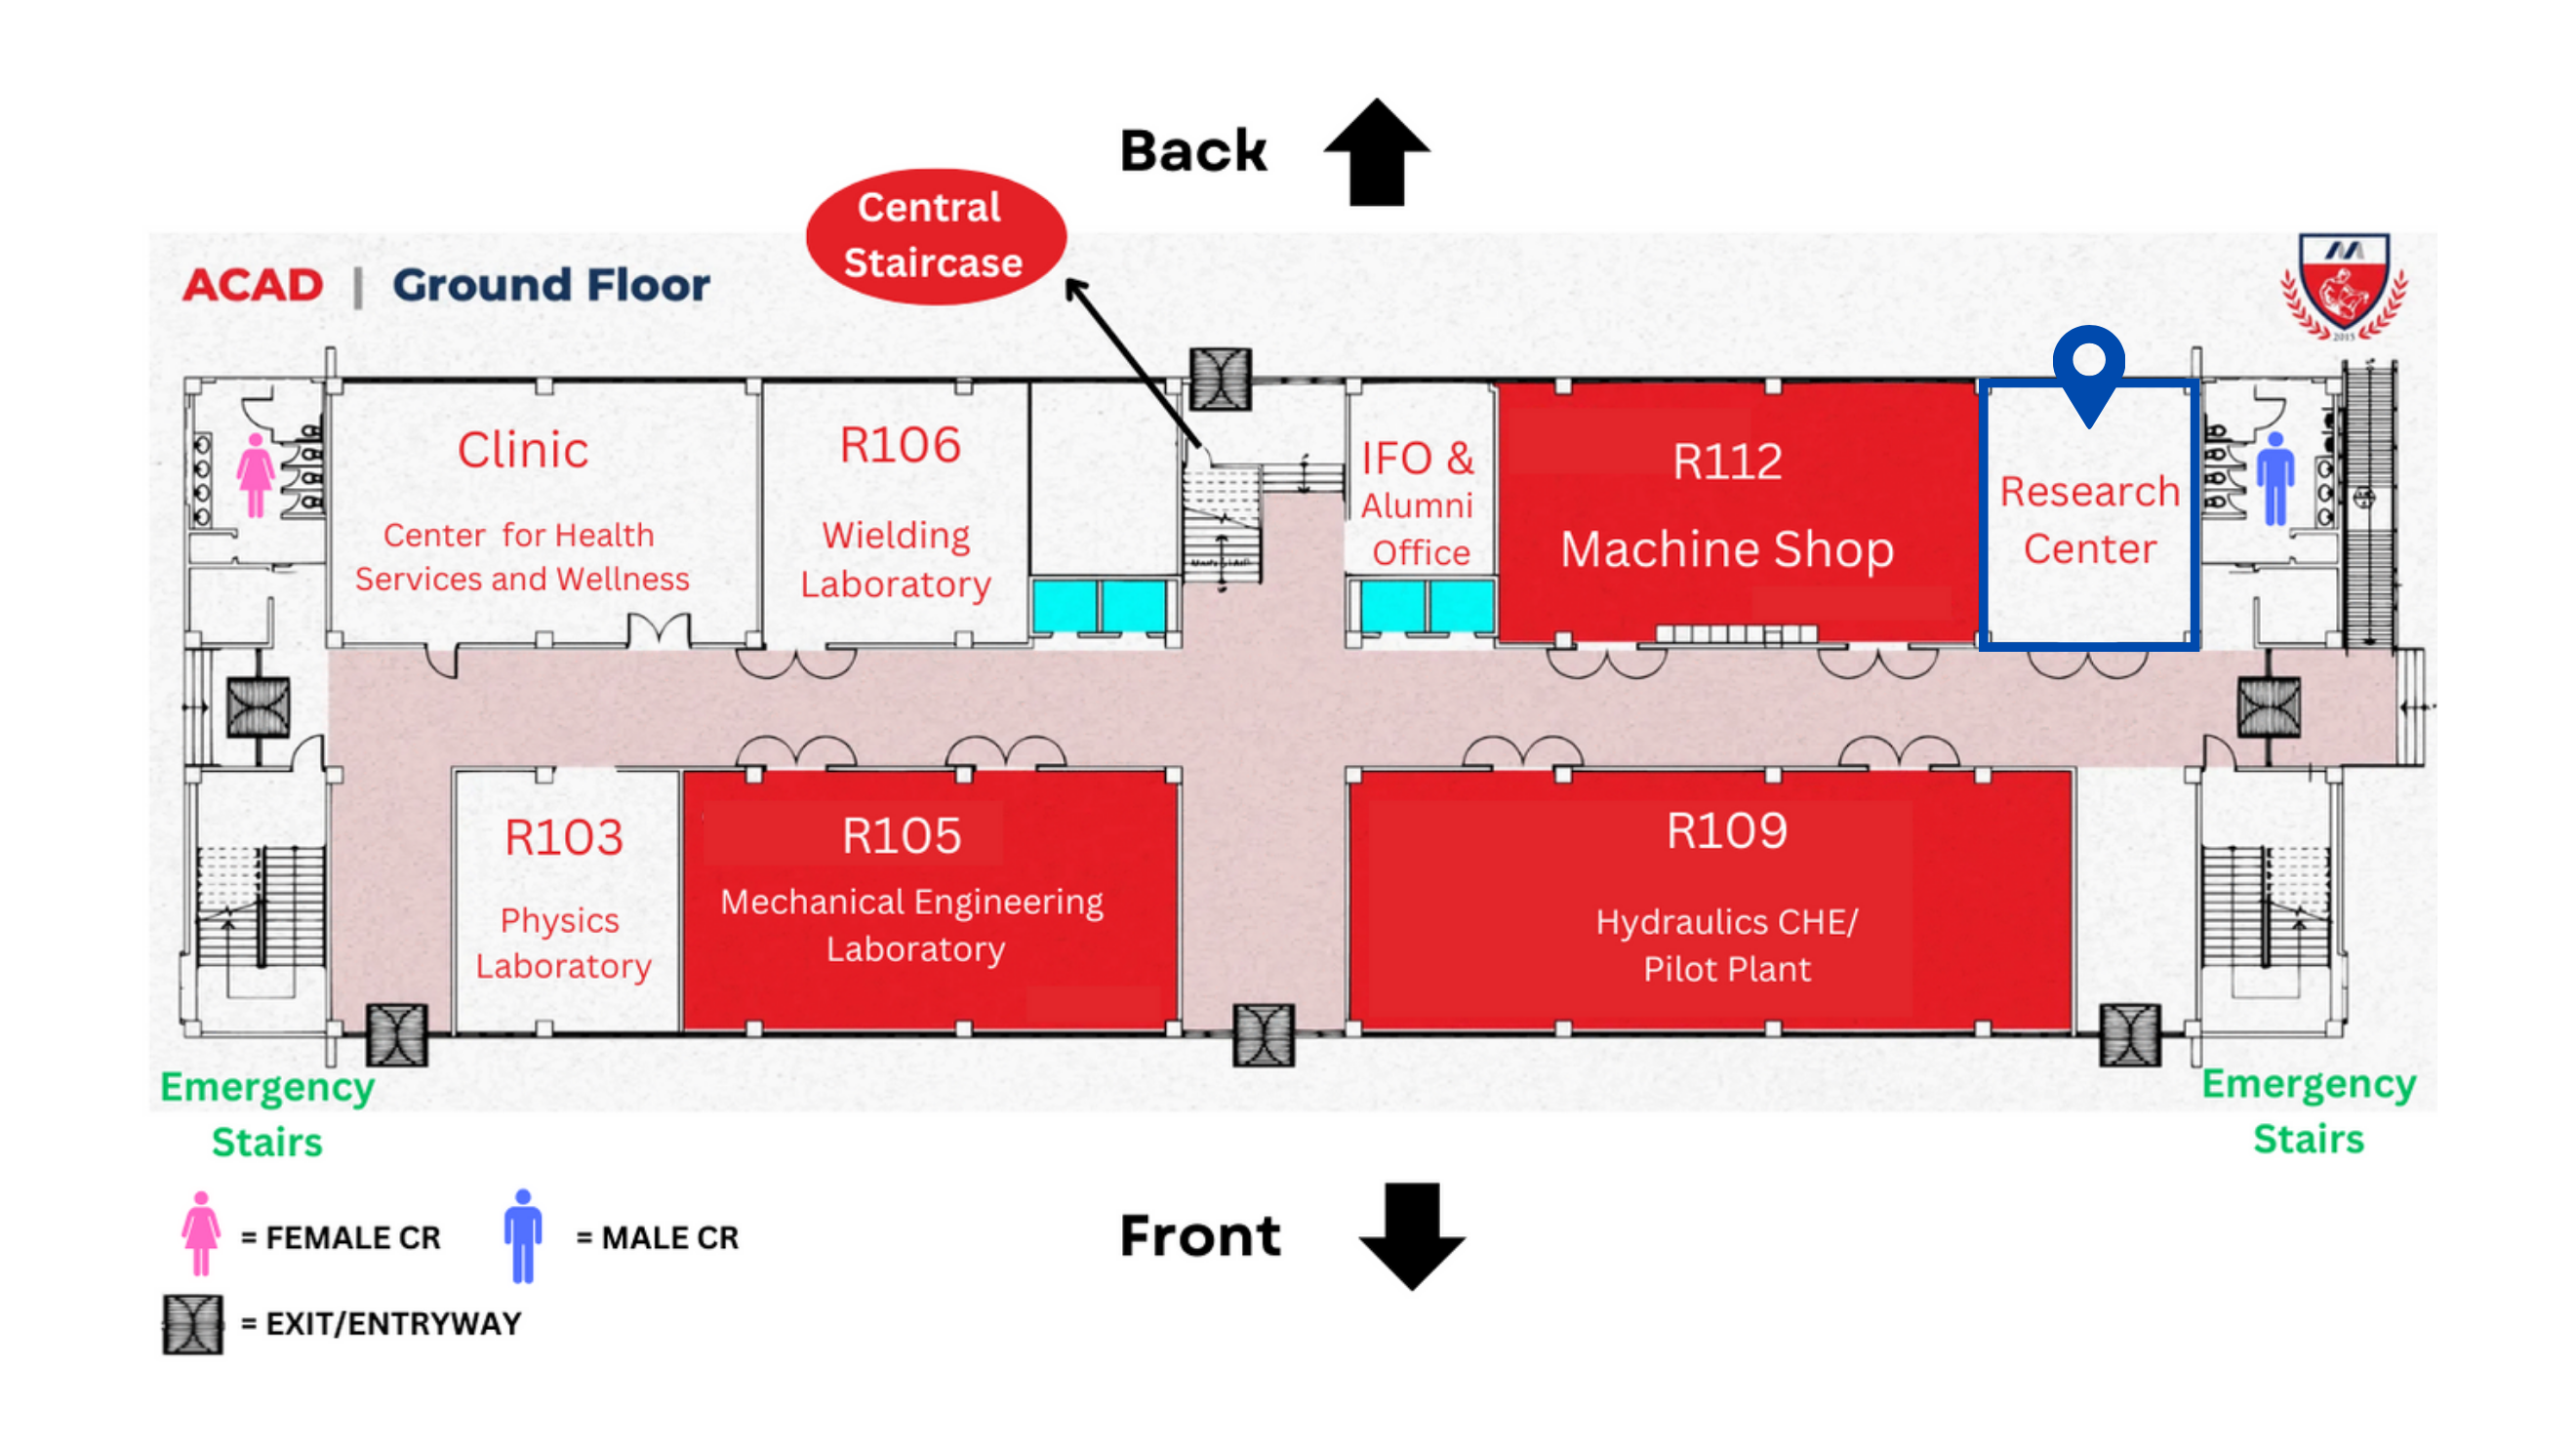 Back
Central
Staircase
ACAD | Ground Floor
2015
Clinic
Center for Health
Services and Wellness
R106
Wielding
Laboratory
IFO &
Alumni
Office
R112
Machine Shop
Research
Center
R103
Physics
Laboratory
R105
Mechanical Engineering
Laboratory
R109
Hydraulics CHE/
Pilot Plant
Emergency
Stairs
Emergency
Stairs
= FEMALE CR
= MALE CR
Front
= EXIT/ENTRYWAY